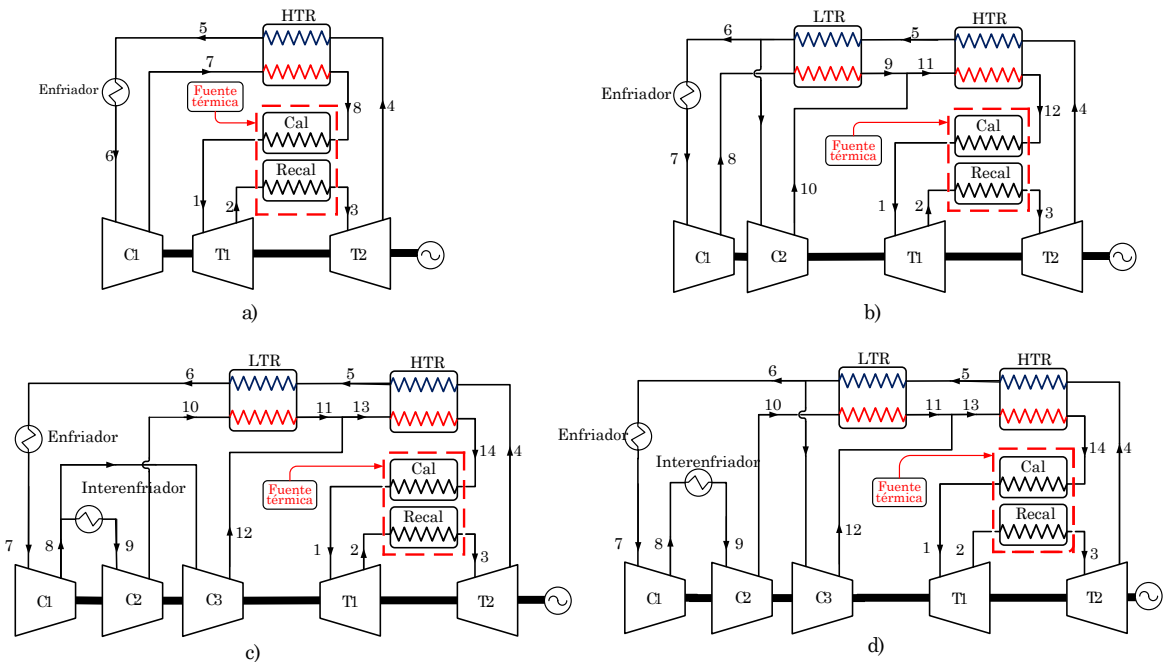 HTR
5
7
Enfriador
Fuente
térmica
8
4
Cal
6
Recal
1
2
3
C1
T1
T2
a)
LTR
HTR
6
5
9
11
Enfriador
12
4
Cal
Fuente
térmica
7
8
Recal
10
1
2
3
C1
C2
T1
T2
b)
LTR
HTR
6
5
10
11
13
Enfriador
14
4
Cal
Interenfriador
Fuente
térmica
Recal
12
7
8
9
1
2
3
C1
C2
C3
T1
T2
c)
LTR
HTR
6
5
10
11
13
Enfriador
14
4
Interenfriador
Cal
Fuente
térmica
Recal
12
7
8
9
1
2
3
C1
C2
C3
T1
T2
d)